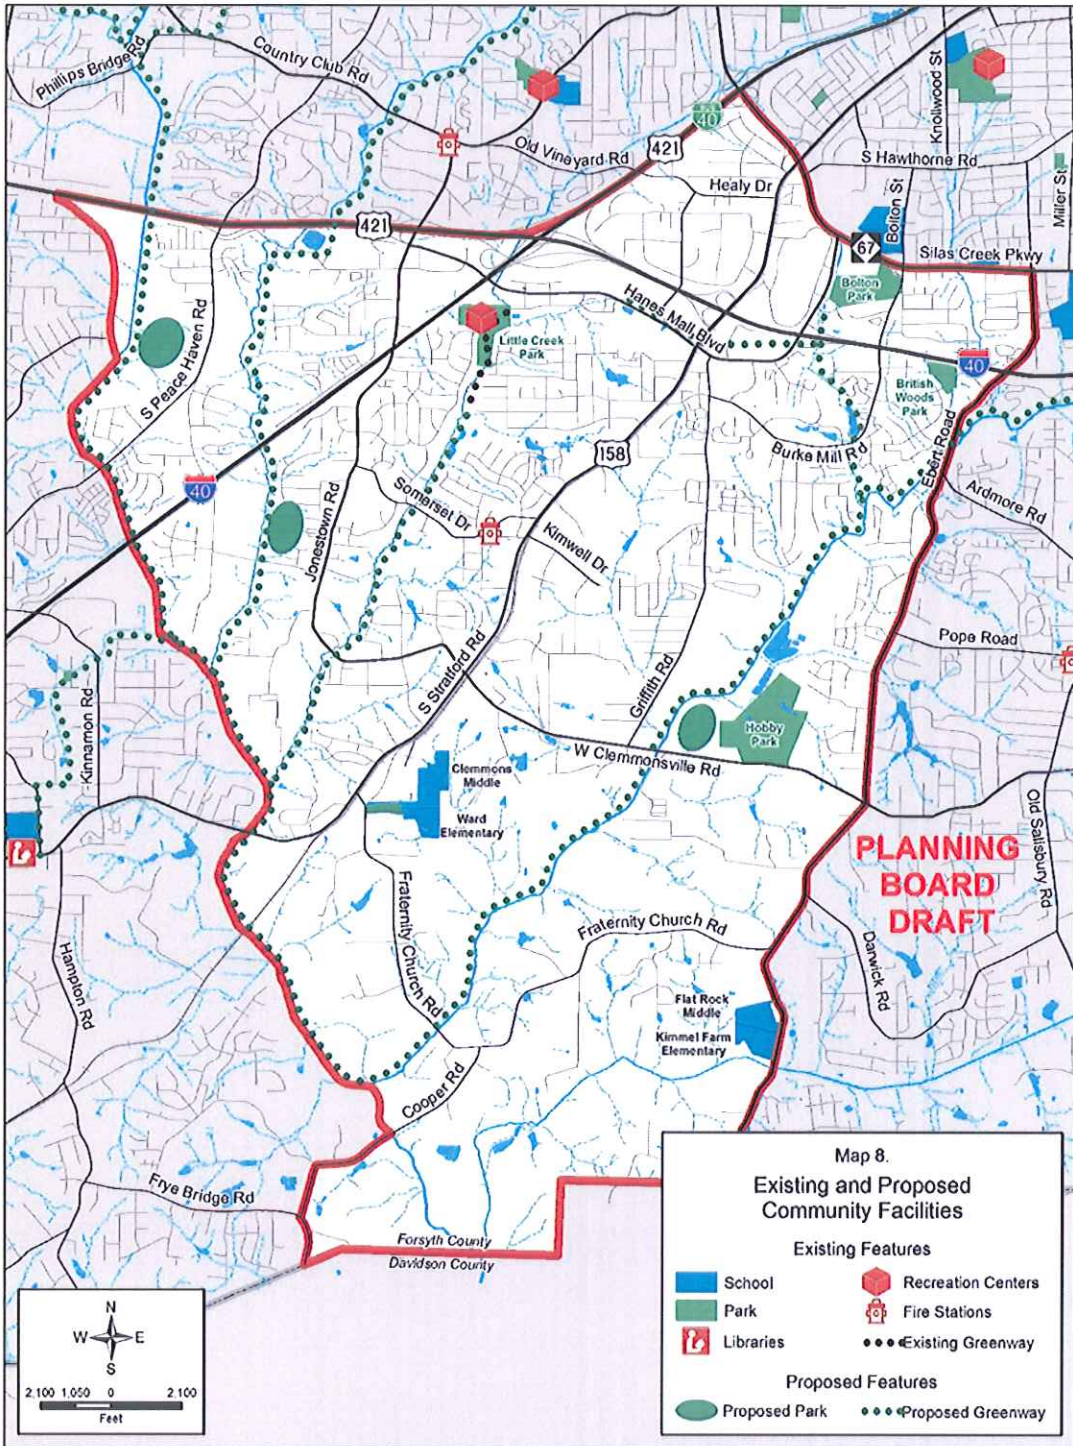 Phillips Bridge Rd
Country Club Rd
Knollwood St
40
421
Old Vineyard Rd
S Hawthorne Rd
Healy Dr
Miller St
Bolton St
421
67
Silas Creek Pkwy
Bolton
Park
Hanes Mall Blvd
S Peace Haven Rd
Little Creek
Park
40
British
Woods
Park
Ebert Road
Burke Mill Rd
158
40
Jonestown Rd
Somerset Dr
Kimwell Dr
Ardmore Rd
Pope Road
S Stratford Rd
Griffith Rd
Kinnamon Rd
Hobby
Park
W Clemmonsville Rd
Clemmons
Middle
Ward
Elementary
Old Salisbury Rd
PLANNING
BOARD
DRAFT
Fraternity Church Rd
Fraternity Church Rd
Darwick Rd
Hampton Rd
Flat Rock
Middle
Kimmel Farm
Elementary
Cooper Rd
Frye Bridge Rd
Forsyth County
Davidson County
Map 8.
Existing and Proposed
Community Facilities
Existing Features
School
Recreation Centers
Park
Fire Stations
Libraries
Existing Greenway
Proposed Features
Proposed Park
Proposed Greenway
N
W E
S
2,100 1,050 0 2,100
Feet